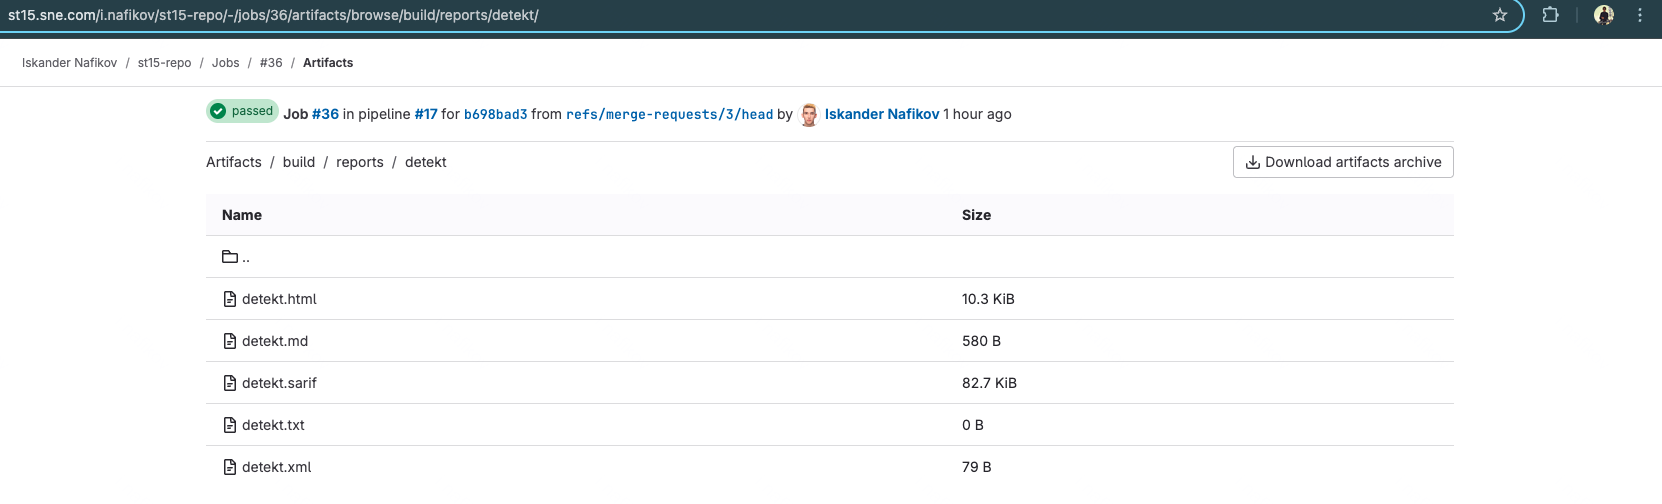 st15.sne.com/i.nafikov/st15-repo/-/jobs/36/artifacts/browse/build/reports/detekt/
Iskander Nafikov / st15-repo / Jobs / #36 / Artifacts
passed Job #36 in pipeline #17 for b698bad3 from refs/merge-requests/3/head by Iskander Nafikov 1 hour ago
Artifacts / build / reports / detekt Download artifacts archive
Name Size
..
detekt.html 10.3 KiB
detekt.md 580 B
detekt.sarif 82.7 KiB
detekt.txt 0 B
detekt.xml 79 B